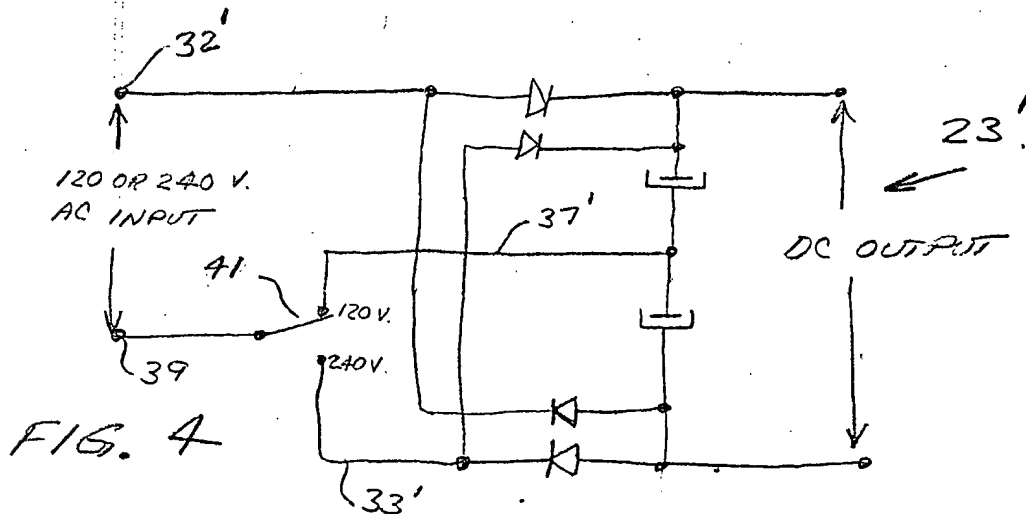 32'
120 OR 240 V.
AC INPUT
37'
23'
DC OUTPUT
41
120 V.
240 V.
39
FIG. 4
33'